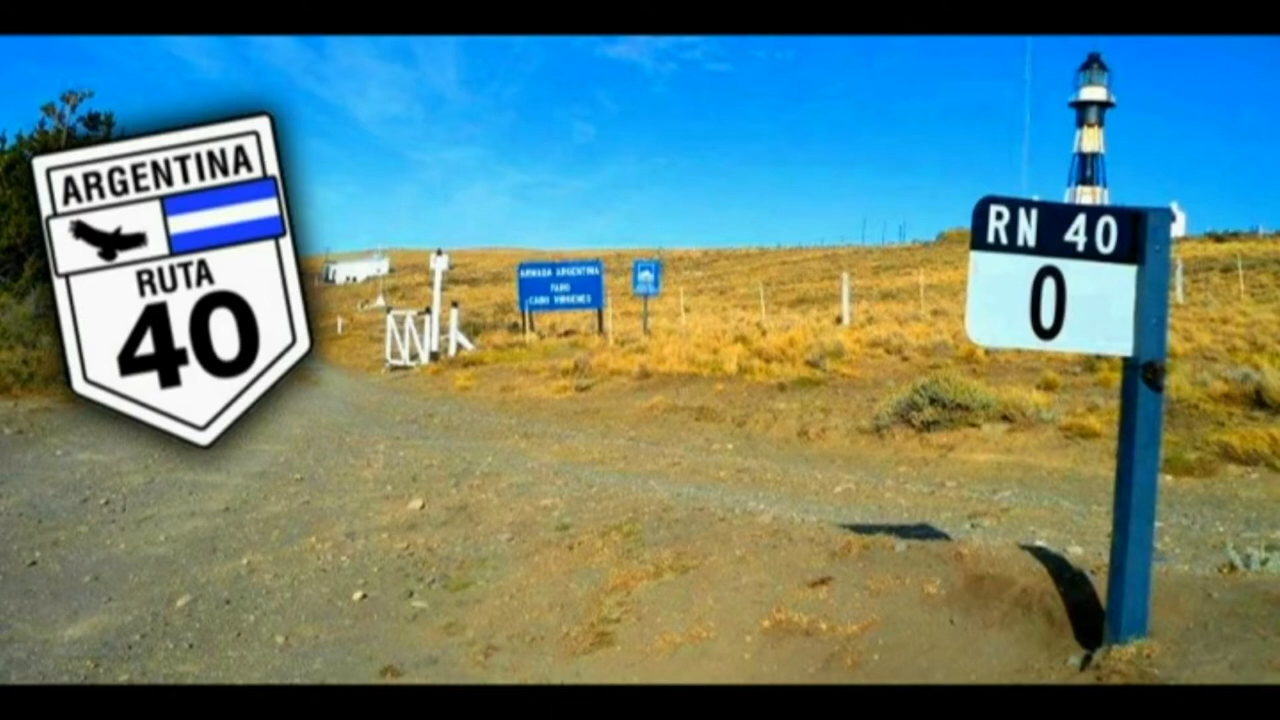 ARGENTINA
RUTA
40
ARMADA ARGENTINA
FARO
CABO VIRGENES
RN 40
0